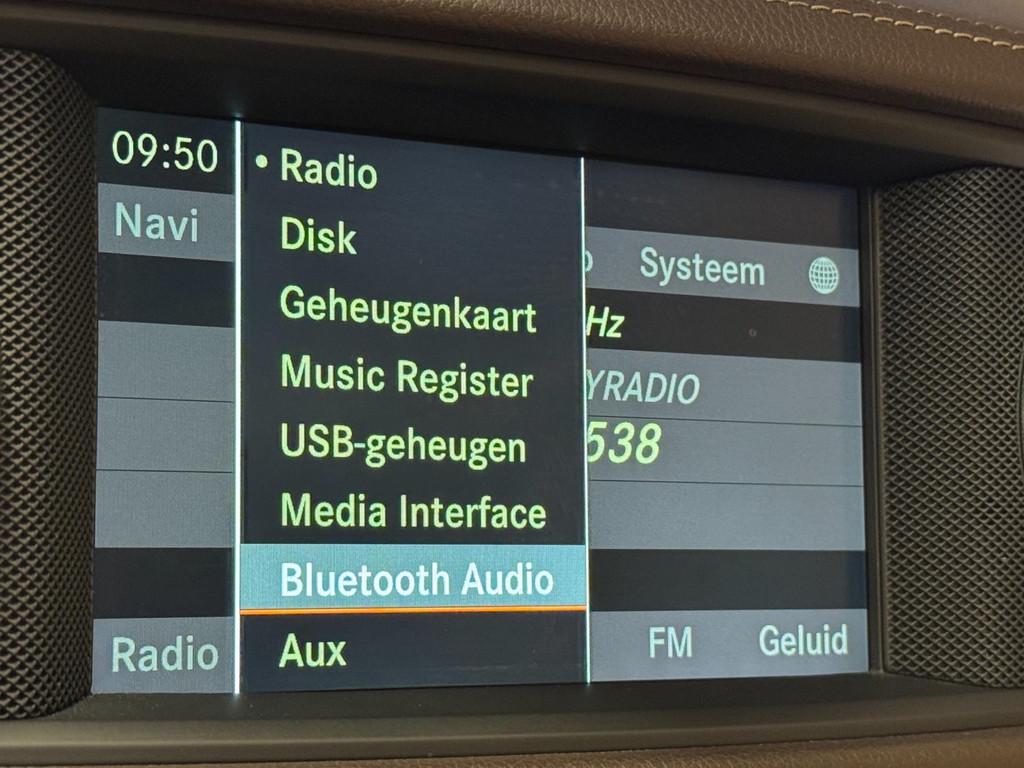 09:50
Navi
Radio
Disk
Geheugenkaart
Music Register
USB-geheugen
Media Interface
Bluetooth Audio
Aux
Systeem
Hz
YRADIO
538
Radio
FM
Geluid